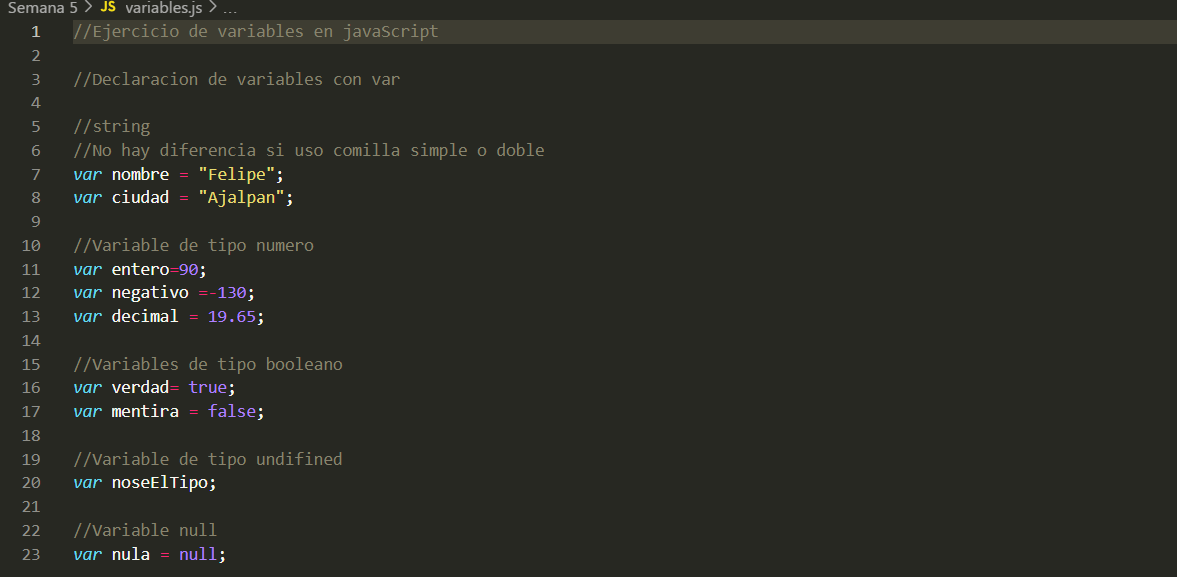 Semana 5 > JS variables.js > ...
1 //Ejercicio de variables en javaScript
2
3 //Declaracion de variables con var
4
5 //string
6 //No hay diferencia si uso comilla simple o doble
7 var nombre = "Felipe";
8 var ciudad = "Ajalpan";
9
10 //Variable de tipo numero
11 var entero=90;
12 var negativo =-130;
13 var decimal = 19.65;
14
15 //Variables de tipo booleano
16 var verdad= true;
17 var mentira = false;
18
19 //Variable de tipo undifined
20 var noseElTipo;
21
22 //Variable null
23 var nula = null;